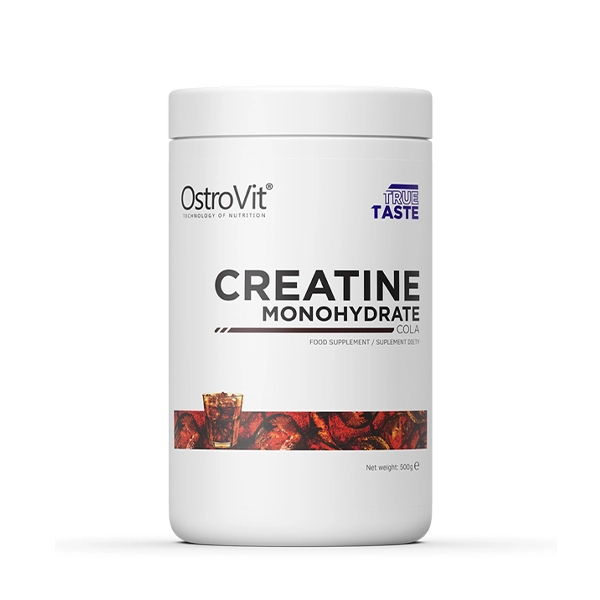 OstroVit®
TECHNOLOGY OF NUTRITION
TRUE
TASTE
CREATINE
MONOHYDRATE
COLA
FOOD SUPPLEMENT / SUPLEMENT DIETY
Net weight: 500g ℮